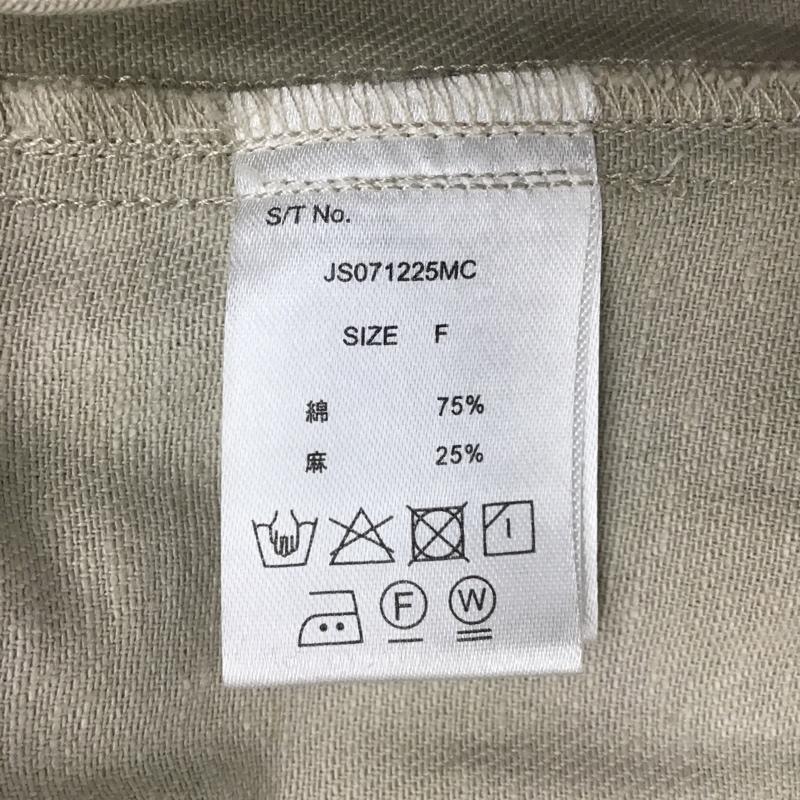 S/T No.
JS071225MC
SIZE F
綿 75%
麻 25%
F W